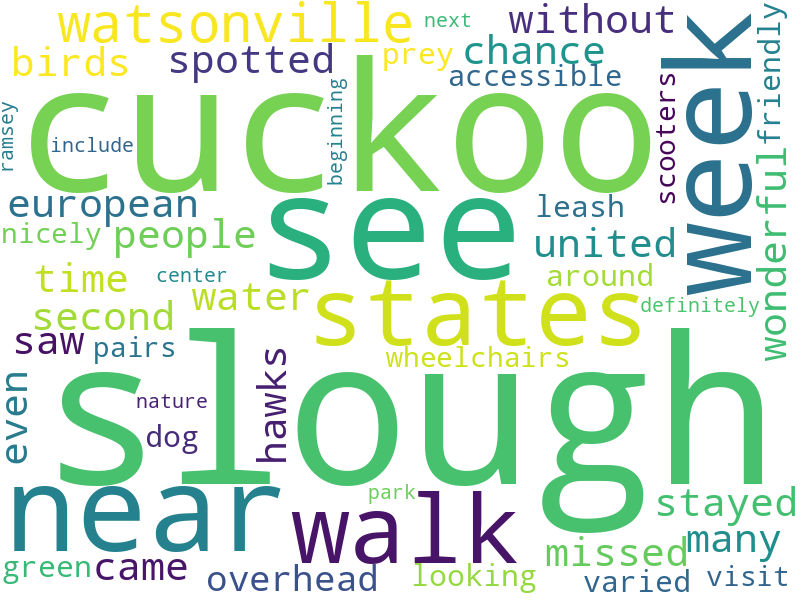 watsonville
next
without
birds
spotted
prey
chance
accessible
week
friendly
scooters
ramsey
include
cuckoo
beginning
european
see
leash
wonderful
nicely
people
united
time
center
water
around
second
states
definitely
saw
pairs
hawks
wheelchairs
even
slough
nature
dog
near
walk
park
stayed
many
green
came
overhead
looking
missed
varied
visit